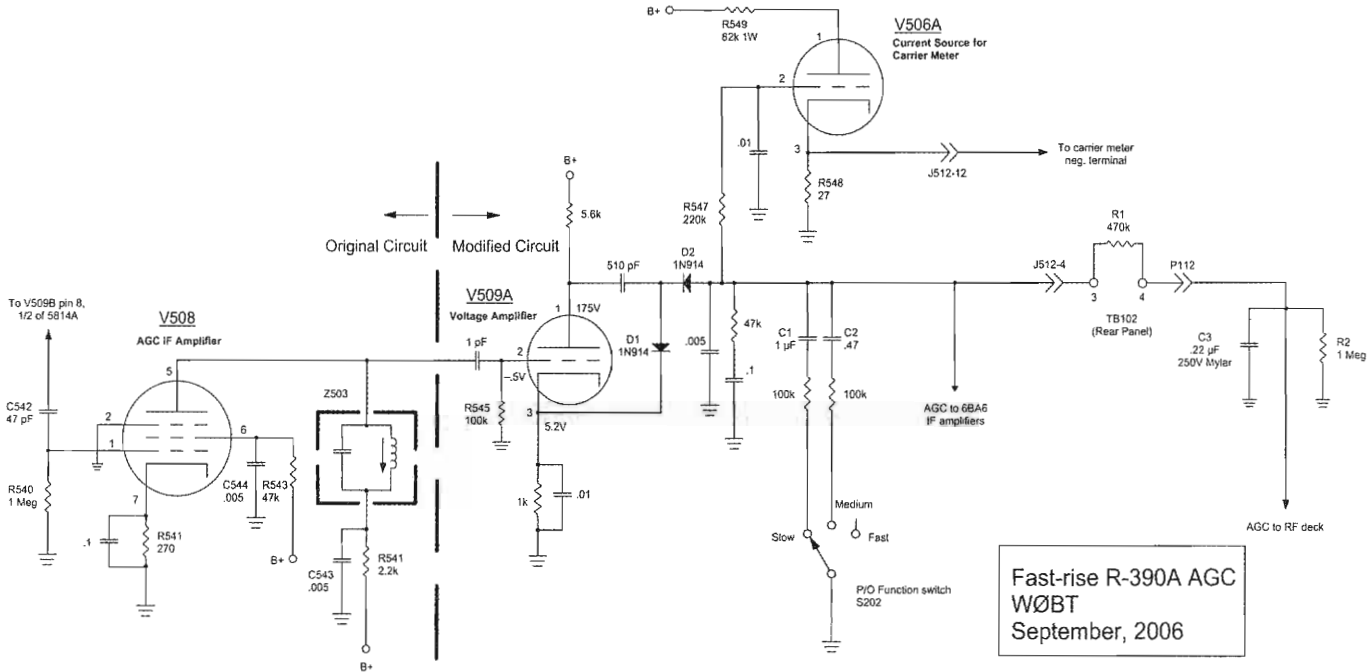 B+
R549
82k 1W
V506A
Current Source for
Carrier Meter
1
2
3
.01
R548
27
J512-12
To carrier meter
neg. terminal
B+
5.6k
R547
220k
Original Circuit
Modified Circuit
510 pF
D2
1N914
R1
470k
J512-4
3
4
P112
TB102
(Rear Panel)
To V509B pin 8,
1/2 of 5814A
V508
AGC IF Amplifier
V509A
Voltage Amplifier
1
175V
1 pF
2
-.5V
D1
1N914
3
5.2V
R545
100k
.005
47k
.1
C1
1 µF
C2
.47
100k
100k
AGC to 6BA6
IF amplifiers
C3
.22 µF
250V Myler
R2
1 Meg
C542
47 pF
5
2
1
6
7
Z503
R540
1 Meg
.1
R541
270
C544
.005
R543
47k
B+
C543
.005
R541
2.2k
B+
1k
.01
Slow
Medium
Fast
P/O Function switch
S202
AGC to RF deck
Fast-rise R-390A AGC
WØBT
September, 2006